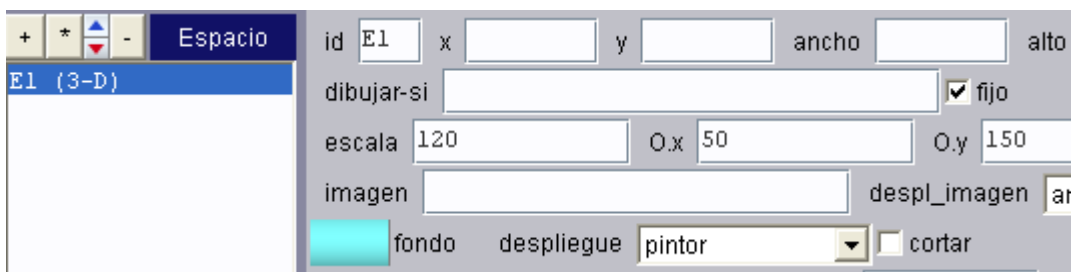 + * - Espacio
E1 (3-D)
id E1 x y ancho alto
dibujar-si fijo
escala 120 O.x 50 O.y 150
imagen despl_imagen
fondo despliegue pintor cortar